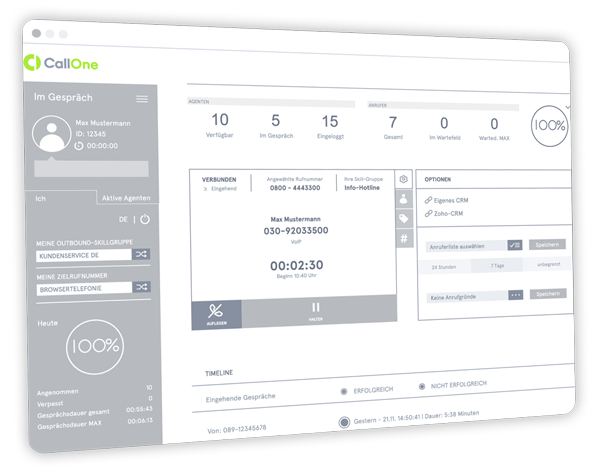 CallOne
Im Gespräch
Max Mustermann
ID: 12345
00:00:00
Ich
Aktive Agenten
DE |
MEINE OUTBOUND-SKILLGRUPPE
KUNDENSERVICE DE
MEINE ZIELRUFNUMMER
BROWSERTELEFONIE
Heute
100%
Angenommen 10
Verpasst 0
Gesprächsdauer gesamt 00:55:43
Gesprächsdauer MAX 00:06:13
AGENTEN
10 5 15
Verfügbar Im Gespräch Eingeloggt
ANRUFER
7 0 0
Gesamt Im Wartefeld Warted. MAX
100%
VERBUNDEN
Eingehend
Angewählte Rufnummer
0800 - 4443300
Ihre Skill-Gruppe
Info-Hotline
Max Mustermann
030-92033500
VoIP
00:02:30
Beginn 10:40 Uhr
AUFLEGEN
HALTEN
#
OPTIONEN
Eigenes CRM
Zoho-CRM
Anruferliste auswählen
Speichern
24 Stunden 7 Tage unbegrenzt
Keine Anrufgründe
Speichern
TIMELINE
Eingehende Gespräche ERFOLGREICH NICHT ERFOLGREICH
Von: 089-12345678 Gestern - 21.11. 14:50:41 | Dauer: 5:38 Minuten